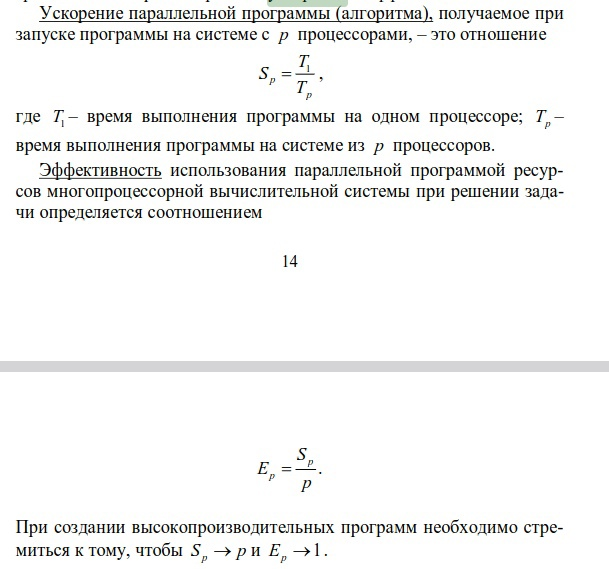 Ускорение параллельной программы (алгоритма), получаемое при
запуске программы на системе с p процессорами, – это отношение
S_p = T_1 / T_p ,
где T_1 – время выполнения программы на одном процессоре; T_p –
время выполнения программы на системе из p процессоров.
Эффективность использования параллельной программой ресур-
сов многопроцессорной вычислительной системы при решении зада-
чи определяется соотношением
14
E_p = S_p / p .
При создании высокопроизводительных программ необходимо стре-
миться к тому, чтобы S_p → p и E_p → 1 .